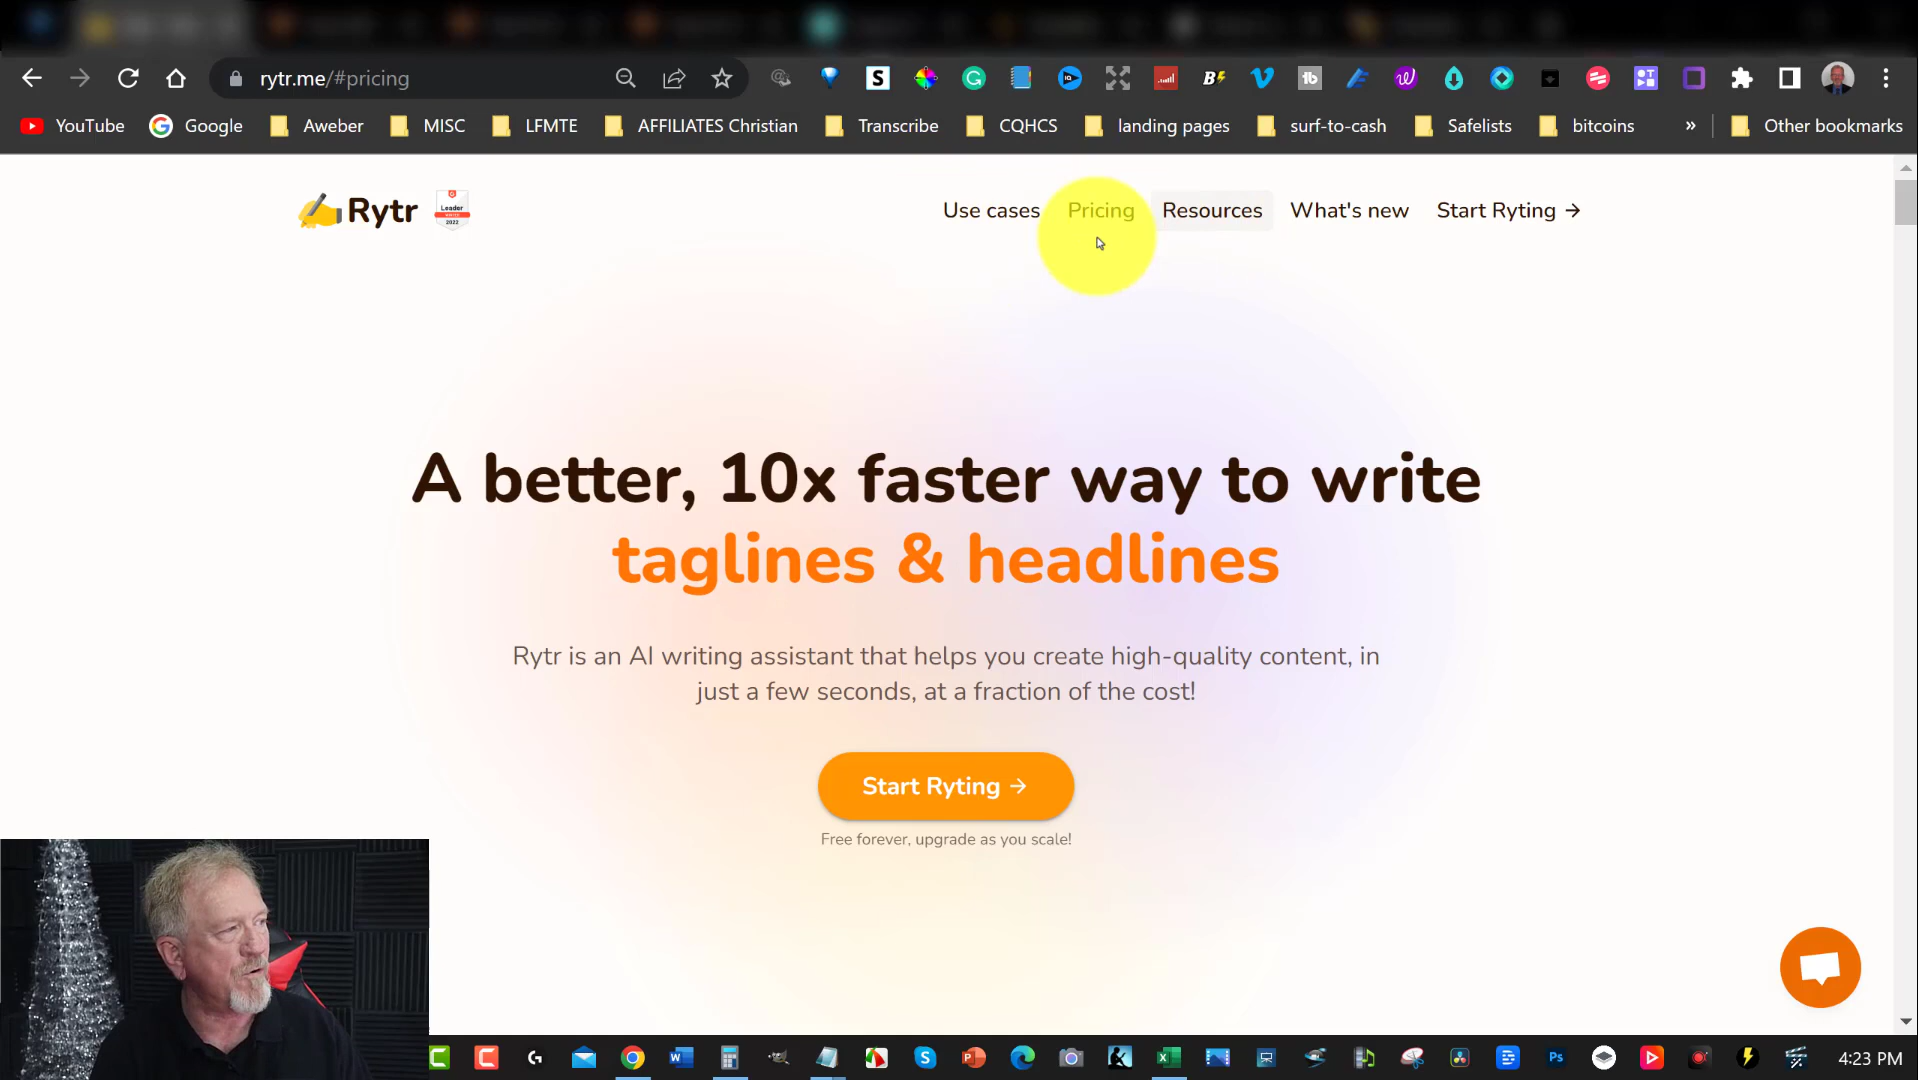 rytr.me/#pricing
YouTube Google Aweber MISC LFMTE AFFILIATES Christian Transcribe CQHCS landing pages surf-to-cash Safelists bitcoins » Other bookmarks
Rytr Leader 2022 Use cases Pricing Resources What's new Start Ryting →
A better, 10x faster way to write
taglines & headlines
Rytr is an AI writing assistant that helps you create high-quality content, in
just a few seconds, at a fraction of the cost!
Start Ryting →
Free forever, upgrade as you scale!
4:23 PM